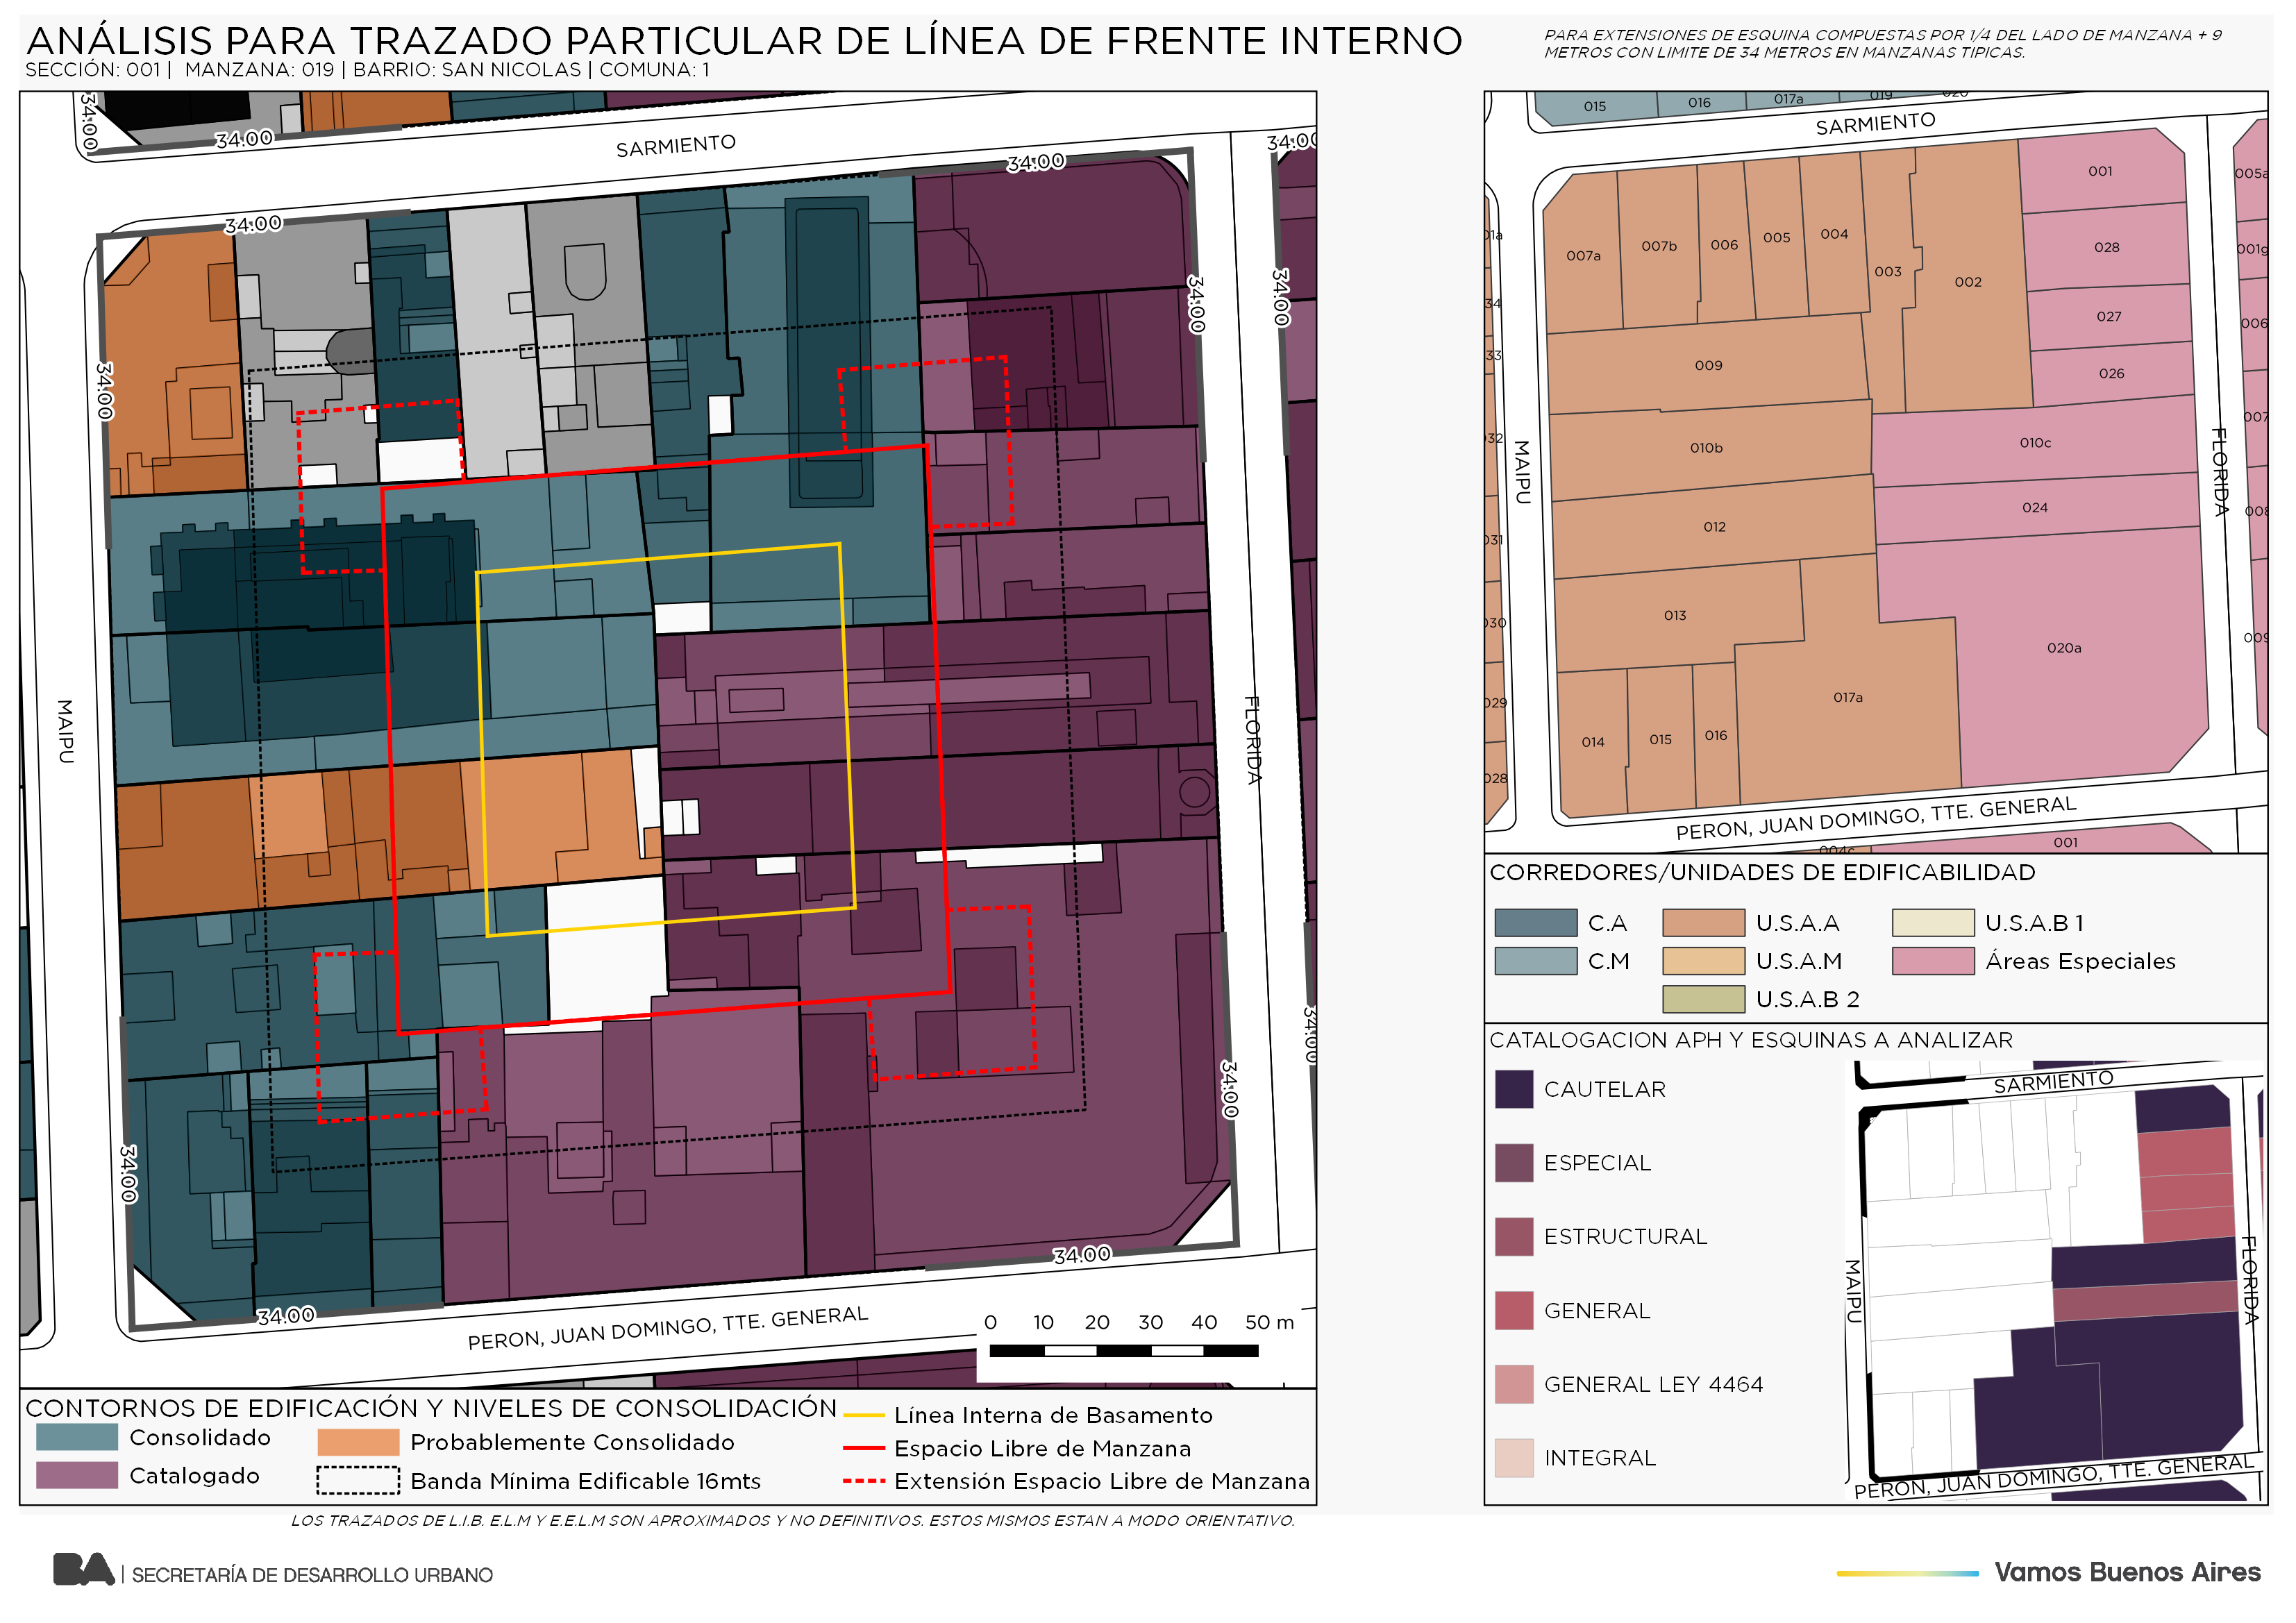 ANÁLISIS PARA TRAZADO PARTICULAR DE LÍNEA DE FRENTE INTERNO
SECCIÓN: 001 | MANZANA: 019 | BARRIO: SAN NICOLAS | COMUNA: 1
PARA EXTENSIONES DE ESQUINA COMPUESTAS POR 1/4 DEL LADO DE MANZANA + 9
METROS CON LIMITE DE 34 METROS EN MANZANAS TIPICAS.
34:00
34:00
SARMIENTO
34:00
34:00
34:00
34:00
34:00
34:00
MAIPU
FLORIDA
34:00
34:00
34:00
34:00
34:00
PERON, JUAN DOMINGO, TTE. GENERAL
0 10 20 30 40 50 m
CONTORNOS DE EDIFICACIÓN Y NIVELES DE CONSOLIDACIÓN
Consolidado
Catalogado
Probablemente Consolidado
Banda Mínima Edificable 16mts
Línea Interna de Basamento
Espacio Libre de Manzana
Extensión Espacio Libre de Manzana
LOS TRAZADOS DE L.I.B. E.L.M Y E.E.L.M SON APROXIMADOS Y NO DEFINITIVOS. ESTOS MISMOS ESTAN A MODO ORIENTATIVO.
015
016
017a
019
020
SARMIENTO
001
005a
007a
007b
006
005
004
003
002
028
001g
01a
34
33
32
31
030
029
028
009
027
006
026
007
010b
010c
012
024
008
013
020a
009
017a
014
015
016
MAIPU
FLORIDA
PERON, JUAN DOMINGO, TTE. GENERAL
004c
001
CORREDORES/UNIDADES DE EDIFICABILIDAD
C.A
C.M
U.S.A.A
U.S.A.M
U.S.A.B 2
U.S.A.B 1
Áreas Especiales
CATALOGACION APH Y ESQUINAS A ANALIZAR
CAUTELAR
ESPECIAL
ESTRUCTURAL
GENERAL
GENERAL LEY 4464
INTEGRAL
SARMIENTO
MAIPU
FLORIDA
PERON, JUAN DOMINGO, TTE. GENERAL
BA | SECRETARÍA DE DESARROLLO URBANO
Vamos Buenos Aires